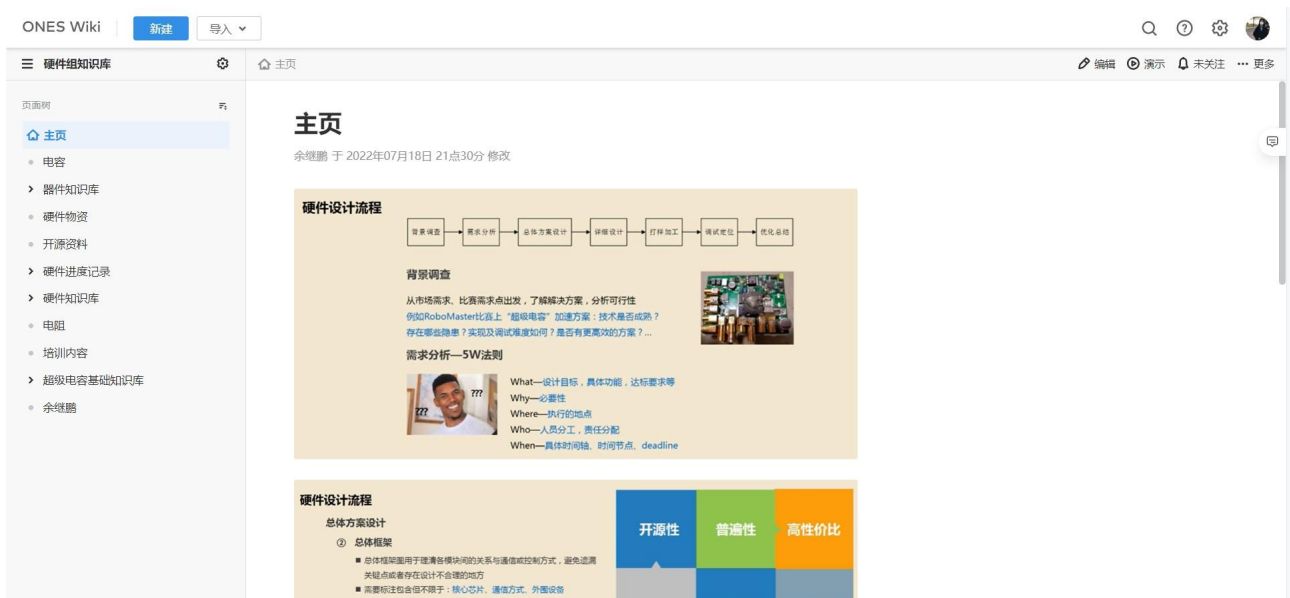 ONES Wiki 新建 导入
硬件组知识库
主页
编辑 演示 未关注 更多
页面树
主页
电容
器件知识库
硬件物资
开源资料
硬件进度记录
硬件知识库
电阻
培训内容
超级电容基础知识库
余继鹏
主页
余继鹏 于 2022年07月18日 21点30分 修改
硬件设计流程
背景调查 需求分析 总体方案设计 详细设计 打样加工 调试定位 优化总结
背景调查
从市场需求、比赛需求点出发，了解解决方案，分析可行性
例如RoboMaster比赛上“超级电容”加速方案：技术是否成熟？
存在哪些隐患？实现及调试难度如何？是否有更高效的方案？...
需求分析—5W法则
???
???
What—设计目标，具体功能，达标要求等
Why—必要性
Where—执行的地点
Who—人员分工，责任分配
When—具体时间轴、时间节点、deadline
硬件设计流程
总体方案设计
② 总体框架
■ 总体框架图用于理清各模块间的关系与通信或控制方式，避免遗漏
关键点或者存在设计不合理的地方
■ 需要标注包含但不限于：核心芯片、通信方式、外围设备
开源性 普遍性 高性价比